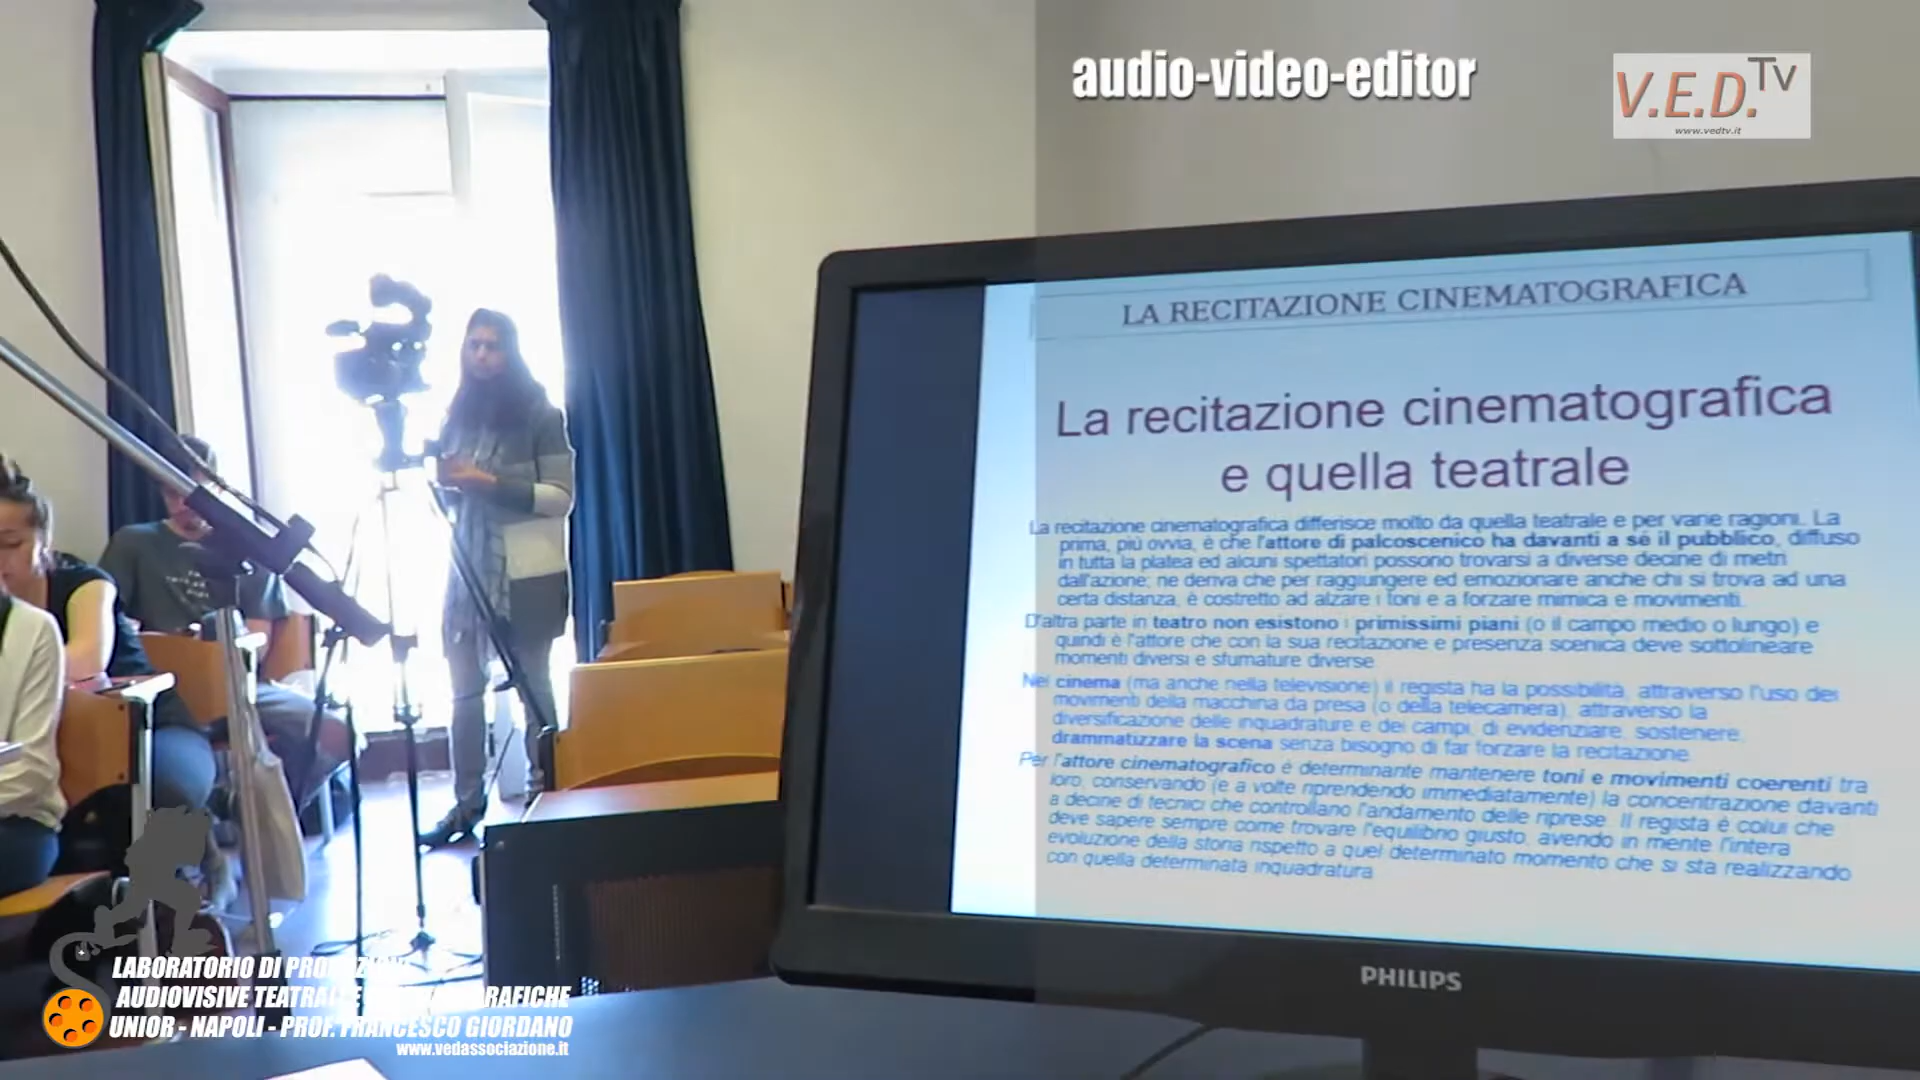 audio-video-editor
V.E.D. TV
www.vedtv.it
LA RECITAZIONE CINEMATOGRAFICA
La recitazione cinematografica
e quella teatrale
La recitazione cinematografica differisce molto da quella teatrale e per varie ragioni. La
prima, più ovvia, è che l'attore di palcoscenico ha davanti a sé il pubblico, diffuso
in tutta la platea ed alcuni spettatori possono trovarsi a diverse decine di metri
dall'azione; ne deriva che per raggiungere ed emozionare anche chi si trova ad una
certa distanza, è costretto ad alzare i toni e a forzare mimica e movimenti.
D'altra parte in teatro non esistono i primissimi piani (o il campo medio o lungo) e
quindi è l'attore che con la sua recitazione e presenza scenica deve sottolineare
momenti diversi e sfumature diverse
Nel cinema (ma anche nella televisione) il regista ha la possibilità, attraverso l'uso dei
movimenti della macchina da presa (o della telecamera), attraverso la
diversificazione delle inquadrature e dei campi, di evidenziare, sostenere,
drammatizzare la scena senza bisogno di far forzare la recitazione.
Per l'attore cinematografico è determinante mantenere toni e movimenti coerenti tra
loro, conservando (e a volte riprendendo immediatamente) la concentrazione davanti
a decine di tecnici che controllano l'andamento delle riprese. Il regista è colui che
deve sapere sempre come trovare l'equilibrio giusto, avendo in mente l'intera
evoluzione della storia rispetto a quel determinato momento che si sta realizzando
con quella determinata inquadratura
PHILIPS
LABORATORIO DI
AUDIOVISIVE
UNIOR - NAPOLI - PROF. FRANCESCO GIORDANO
www.vedassociazione.it